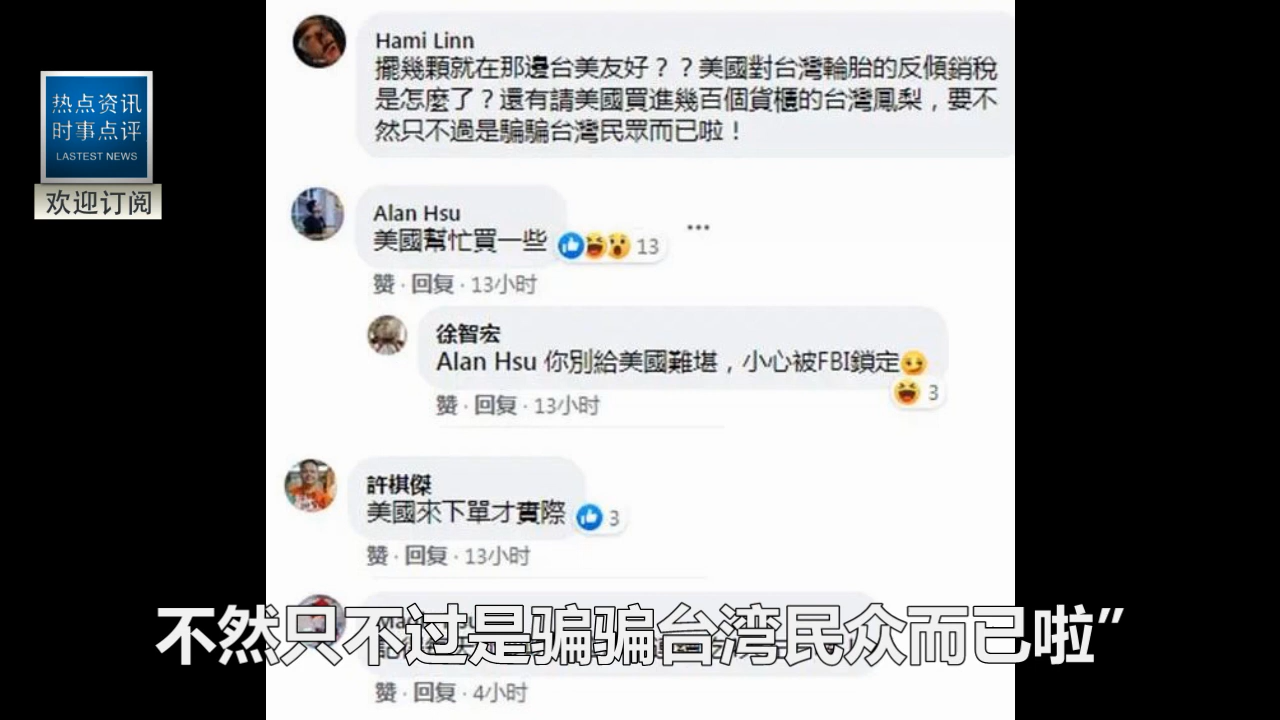 热点资讯
时事点评
LASTEST NEWS
欢迎订阅
Hami Linn
擺幾顆就在那邊台美友好？？美國對台灣輪胎的反傾銷稅
是怎麼了？還有請美國買進幾百個貨櫃的台灣鳳梨，要不
然只不過是騙騙台灣民眾而已啦！
Alan Hsu
美國幫忙買一些
13
赞 · 回复 · 13小时
徐智宏
Alan Hsu 你別給美國難堪，小心被FBI鎖定
3
赞 · 回复 · 13小时
許棋傑
美國來下單才實際
3
赞 · 回复 · 13小时
不然只不过是骗骗台湾民众而已啦”
赞 · 回复 · 4小时